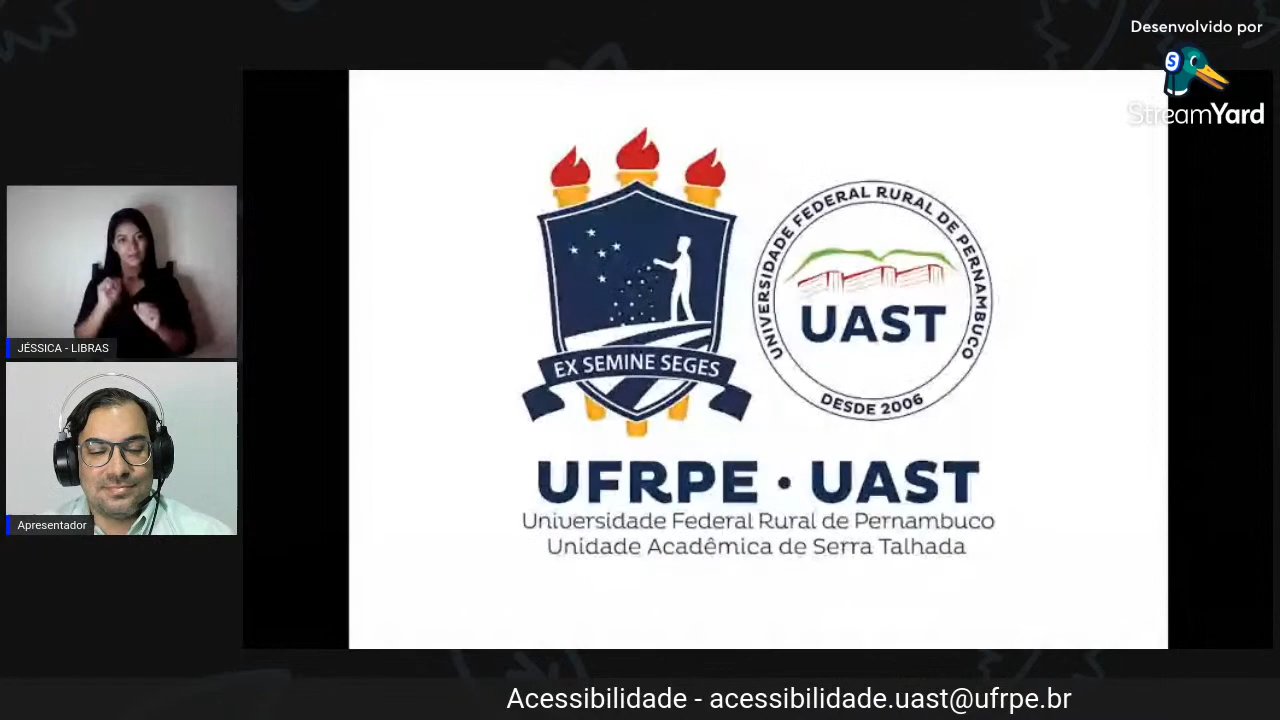 Desenvolvido por
StreamYard
JÉSSICA - LIBRAS
Apresentador
EX SEMINE SEGES
UNIVERSIDADE FEDERAL RURAL DE PERNAMBUCO
UAST
DESDE 2006
UFRPE • UAST
Universidade Federal Rural de Pernambuco
Unidade Acadêmica de Serra Talhada
Acessibilidade - acessibilidade.uast@ufrpe.br